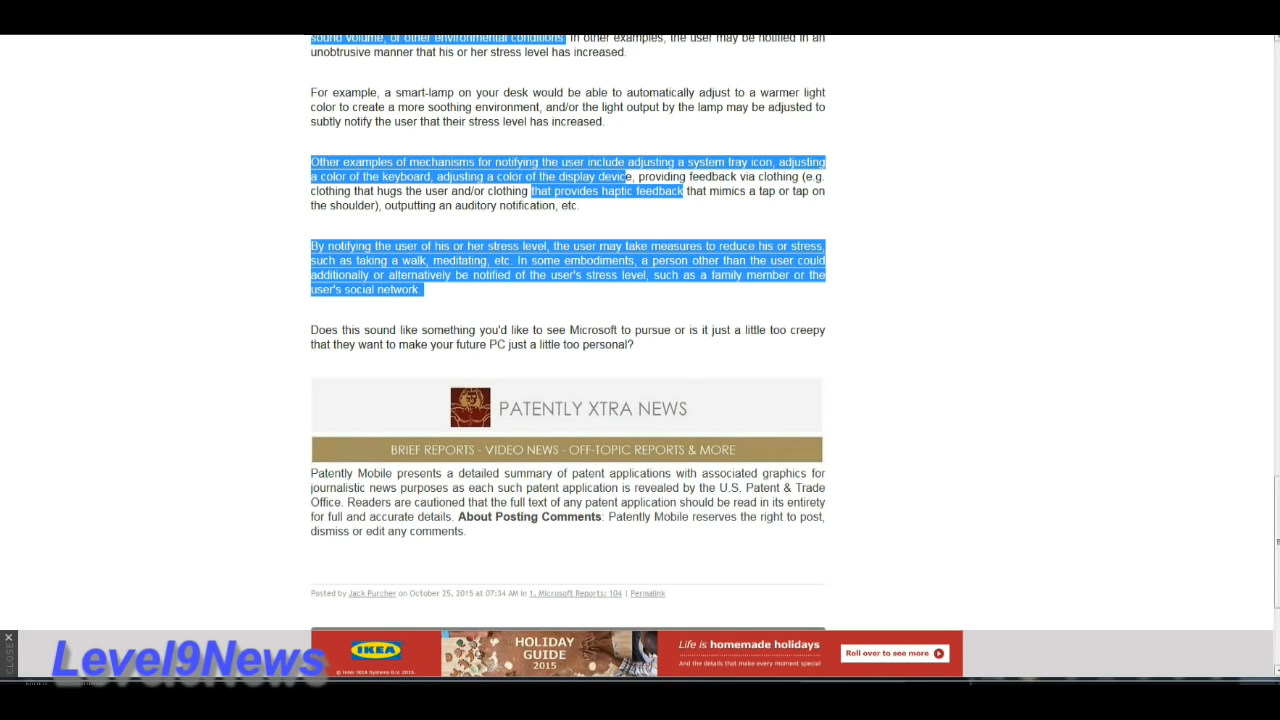 sound volume, or other environmental conditions. In other examples, the user may be notified in an
unobtrusive manner that his or her stress level has increased.
For example, a smart-lamp on your desk would be able to automatically adjust to a warmer light
color to create a more soothing environment, and/or the light output by the lamp may be adjusted to
subtly notify the user that their stress level has increased.
Other examples of mechanisms for notifying the user include adjusting a system tray icon, adjusting
a color of the keyboard, adjusting a color of the display device, providing feedback via clothing (e.g.
clothing that hugs the user and/or clothing that provides haptic feedback that mimics a tap or tap on
the shoulder), outputting an auditory notification, etc.
By notifying the user of his or her stress level, the user may take measures to reduce his or stress,
such as taking a walk, meditating, etc. In some embodiments, a person other than the user could
additionally or alternatively be notified of the user's stress level, such as a family member or the
user's social network.
Does this sound like something you'd like to see Microsoft to pursue or is it just a little too creepy
that they want to make your future PC just a little too personal?
PATENTLY XTRA NEWS
BRIEF REPORTS - VIDEO NEWS - OFF-TOPIC REPORTS & MORE
Patently Mobile presents a detailed summary of patent applications with associated graphics for
journalistic news purposes as each such patent application is revealed by the U.S. Patent & Trade
Office. Readers are cautioned that the full text of any patent application should be read in its entirety
for full and accurate details. About Posting Comments: Patently Mobile reserves the right to post,
dismiss or edit any comments.
Posted by Jack Purcher on October 25, 2015 at 07:34 AM in 1. Microsoft Reports: 104 | Permalink
CLOSE X
Level9News
IKEA
© Inter IKEA Systems B.V. 2015.
HOLIDAY
GUIDE
2015
Life is homemade holidays
And the details that make every moment special
Roll over to see more